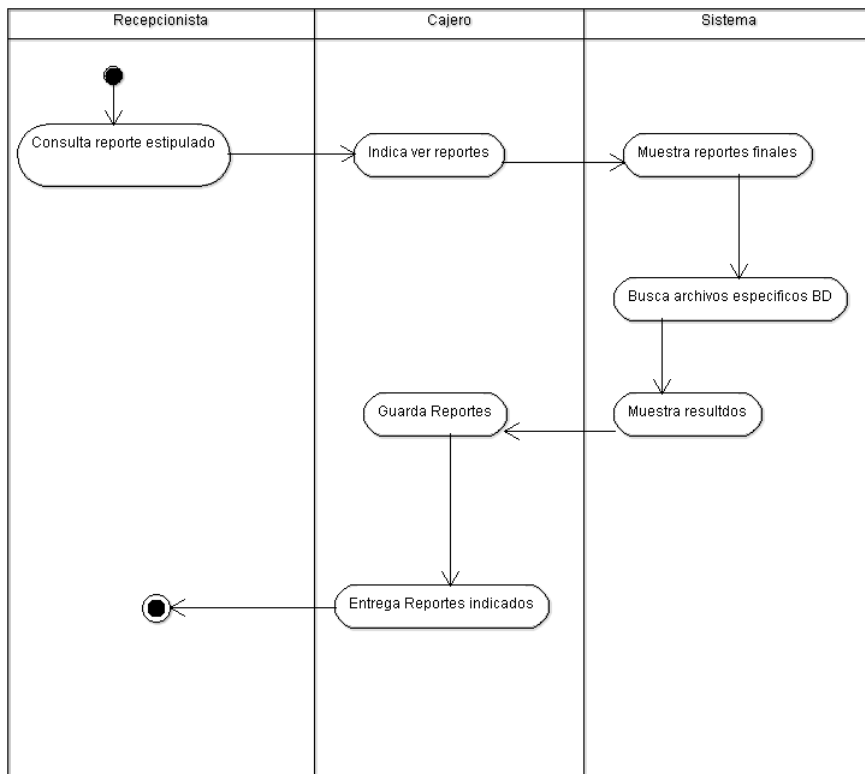 Recepcionista
Cajero
Sistema
Consulta reporte estipulado
Indica ver reportes
Muestra reportes finales
Busca archivos especificos BD
Muestra resultdos
Guarda Reportes
Entrega Reportes indicados